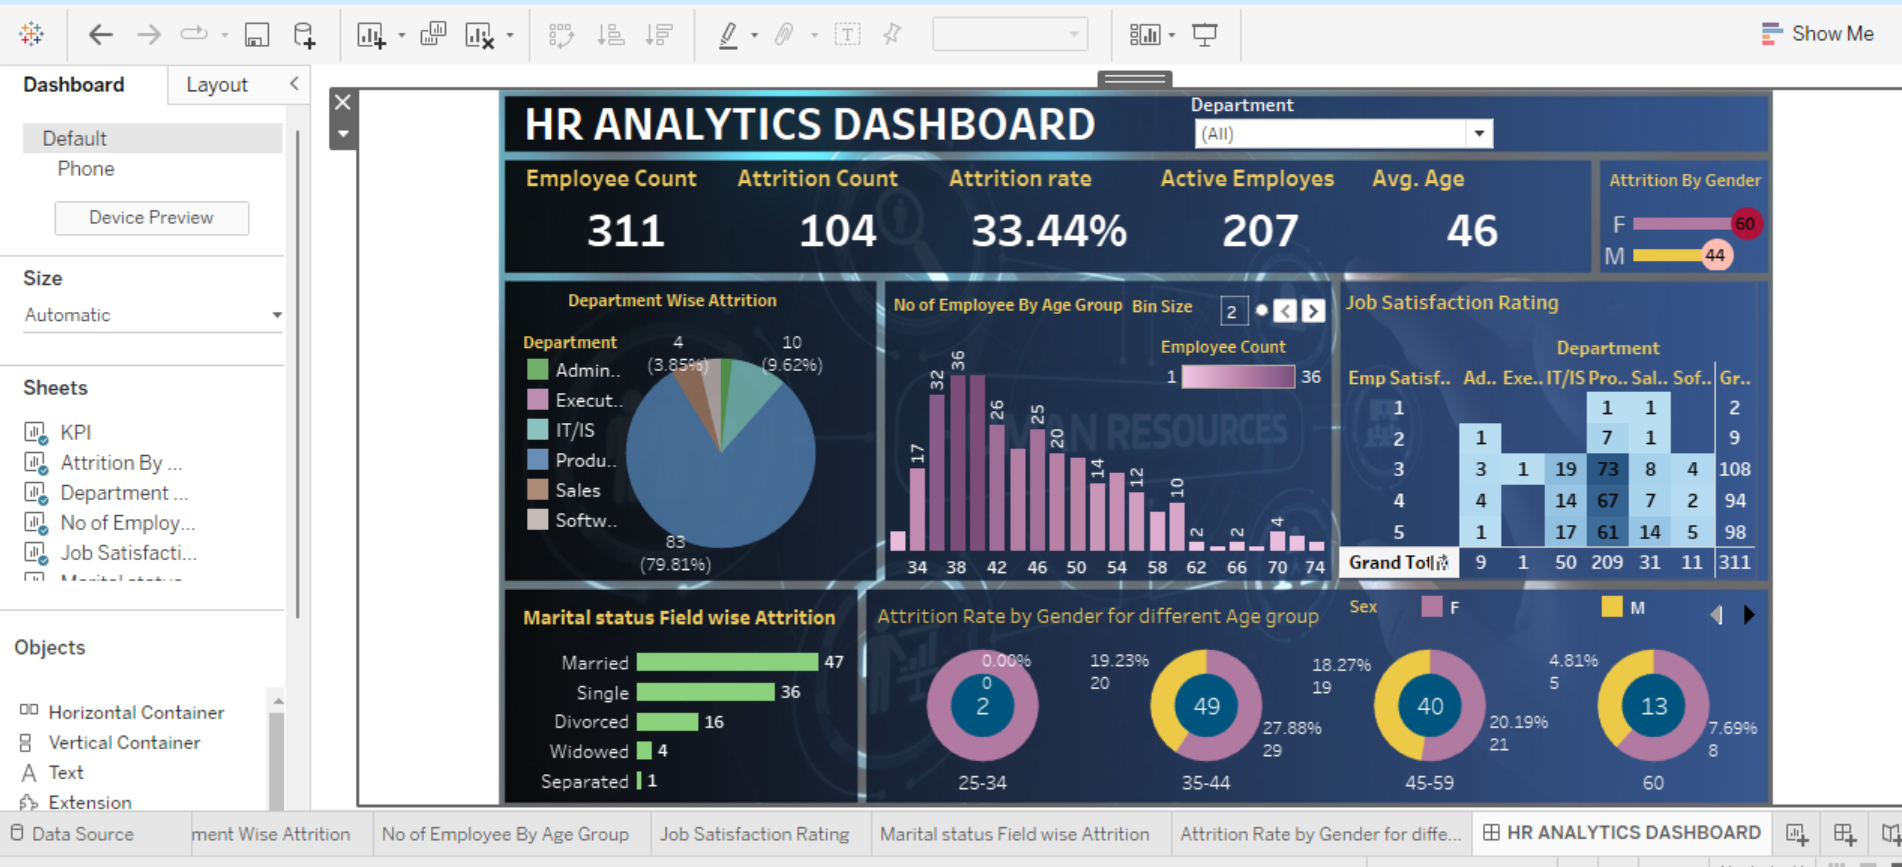 Show Me
Dashboard
Layout
Default
Phone
Device Preview
Size
Automatic
Sheets
KPI
Attrition By ...
Department ...
No of Employ...
Job Satisfacti...
Objects
Horizontal Container
Vertical Container
Text
Extension
HR ANALYTICS DASHBOARD
Department
(All)
Employee Count
Attrition Count
Attrition rate
Active Employes
Avg. Age
311
104
33.44%
207
46
Attrition By Gender
F 60
M 44
Department Wise Attrition
Department
Admin..
Execut..
IT/IS
Produ..
Sales
Softw..
4
(3.85%)
10
(9.62%)
83
(79.81%)
No of Employee By Age Group
Bin Size
2
Employee Count
1 36
HUMAN RESOURCES
17 32 36 26 25 20 14 12 10 2 2 4
34 38 42 46 50 54 58 62 66 70 74
Job Satisfaction Rating
Department
Emp Satisf.. Ad.. Exe.. IT/IS Pro.. Sal.. Sof.. Gr..
1 1 1 2
2 1 7 1 9
3 3 1 19 73 8 4 108
4 4 14 67 7 2 94
5 1 17 61 14 5 98
Grand Tot 9 1 50 209 31 11 311
Marital status Field wise Attrition
Married 47
Single 36
Divorced 16
Widowed 4
Separated 1
Attrition Rate by Gender for different Age group
Sex
F
M
0.00%
0
2
25-34
19.23%
20
49
27.88%
29
35-44
18.27%
19
40
20.19%
21
45-59
4.81%
5
13
7.69%
8
60
Data Source
ment Wise Attrition
No of Employee By Age Group
Job Satisfaction Rating
Marital status Field wise Attrition
Attrition Rate by Gender for diffe...
HR ANALYTICS DASHBOARD